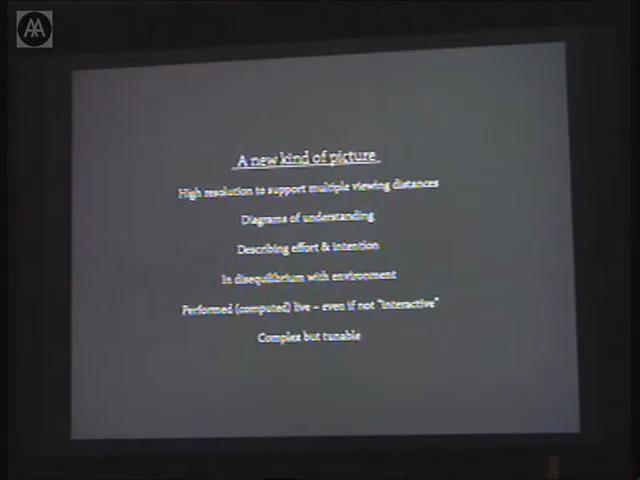 AA
A new kind of picture
High resolution to support multiple viewing distances
Diagrams of understanding
Describing effort & intention
In disequilibrium with environment
Performed (computed) live – even if not "interactive"
Complex but tunable